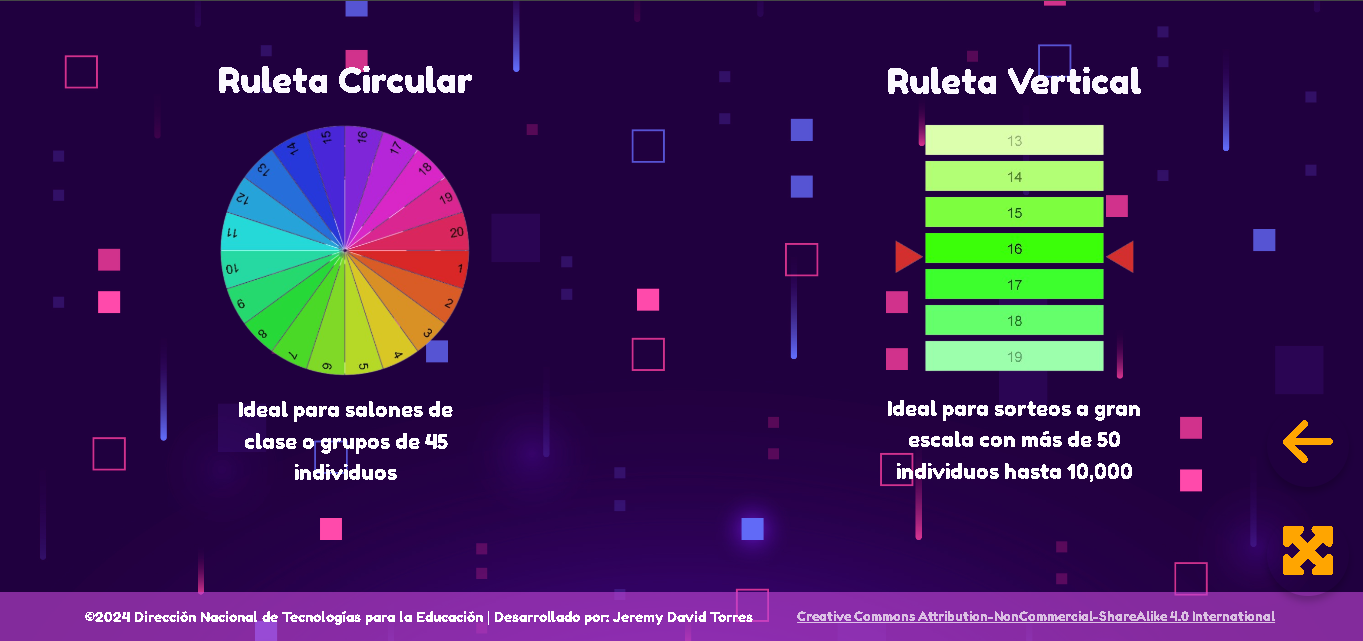 Ruleta Circular
15
16
14
17
13
18
12
19
11
20
10
1
9
2
8
3
7
4
6
5
Ideal para salones de
clase o grupos de 45
individuos
Ruleta Vertical
13
14
15
16
17
18
19
Ideal para sorteos a gran
escala con más de 50
individuos hasta 10,000
©2024 Dirección Nacional de Tecnologías para la Educación | Desarrollado por: Jeremy David Torres
Creative Commons Attribution-NonCommercial-ShareAlike 4.0 International